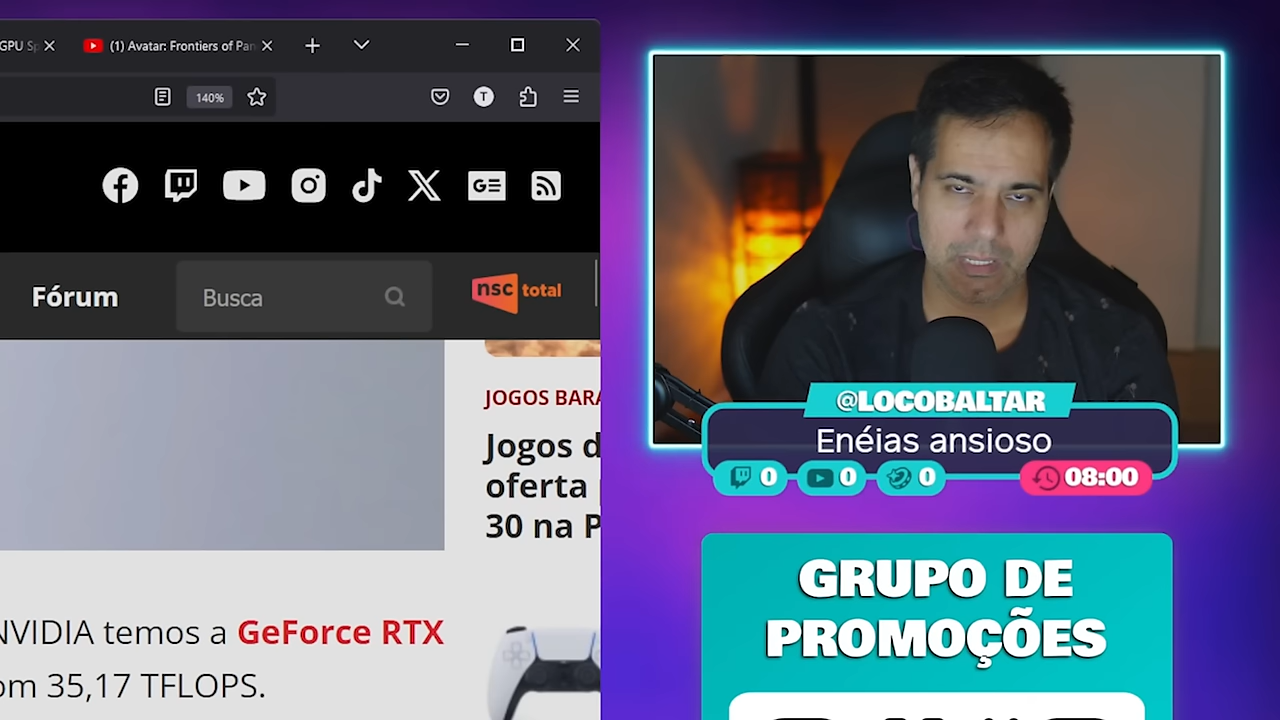 GPU Sp
(1) Avatar: Frontiers of Pan
140%
T
Fórum
Busca
nsc total
JOGOS BARA
Jogos d
oferta
30 na P
NVIDIA temos a GeForce RTX
om 35,17 TFLOPS.
@LOCOBALTAR
Enéias ansioso
0 0 0 08:00
GRUPO DE
PROMOÇÕES